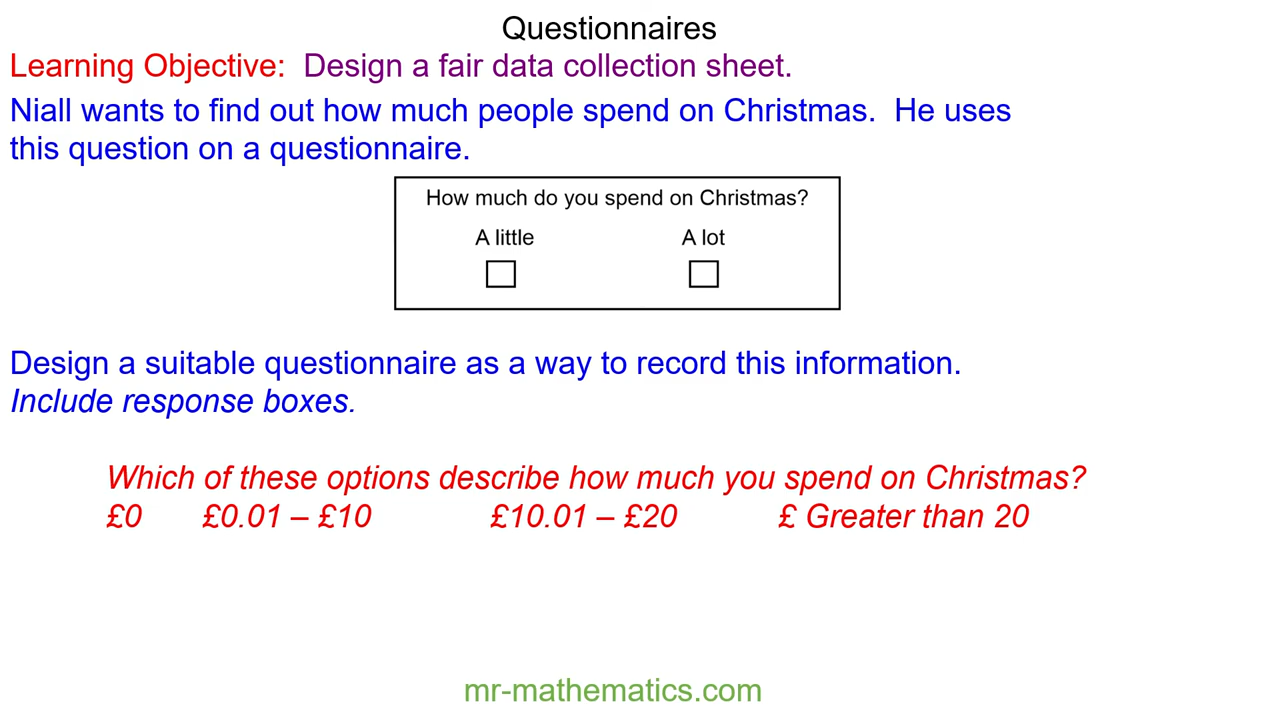 Questionnaires
Learning Objective: Design a fair data collection sheet.
Niall wants to find out how much people spend on Christmas. He uses
this question on a questionnaire.
How much do you spend on Christmas?
A little A lot
Design a suitable questionnaire as a way to record this information.
Include response boxes.
Which of these options describe how much you spend on Christmas?
£0 £0.01 – £10 £10.01 – £20 £ Greater than 20
mr-mathematics.com